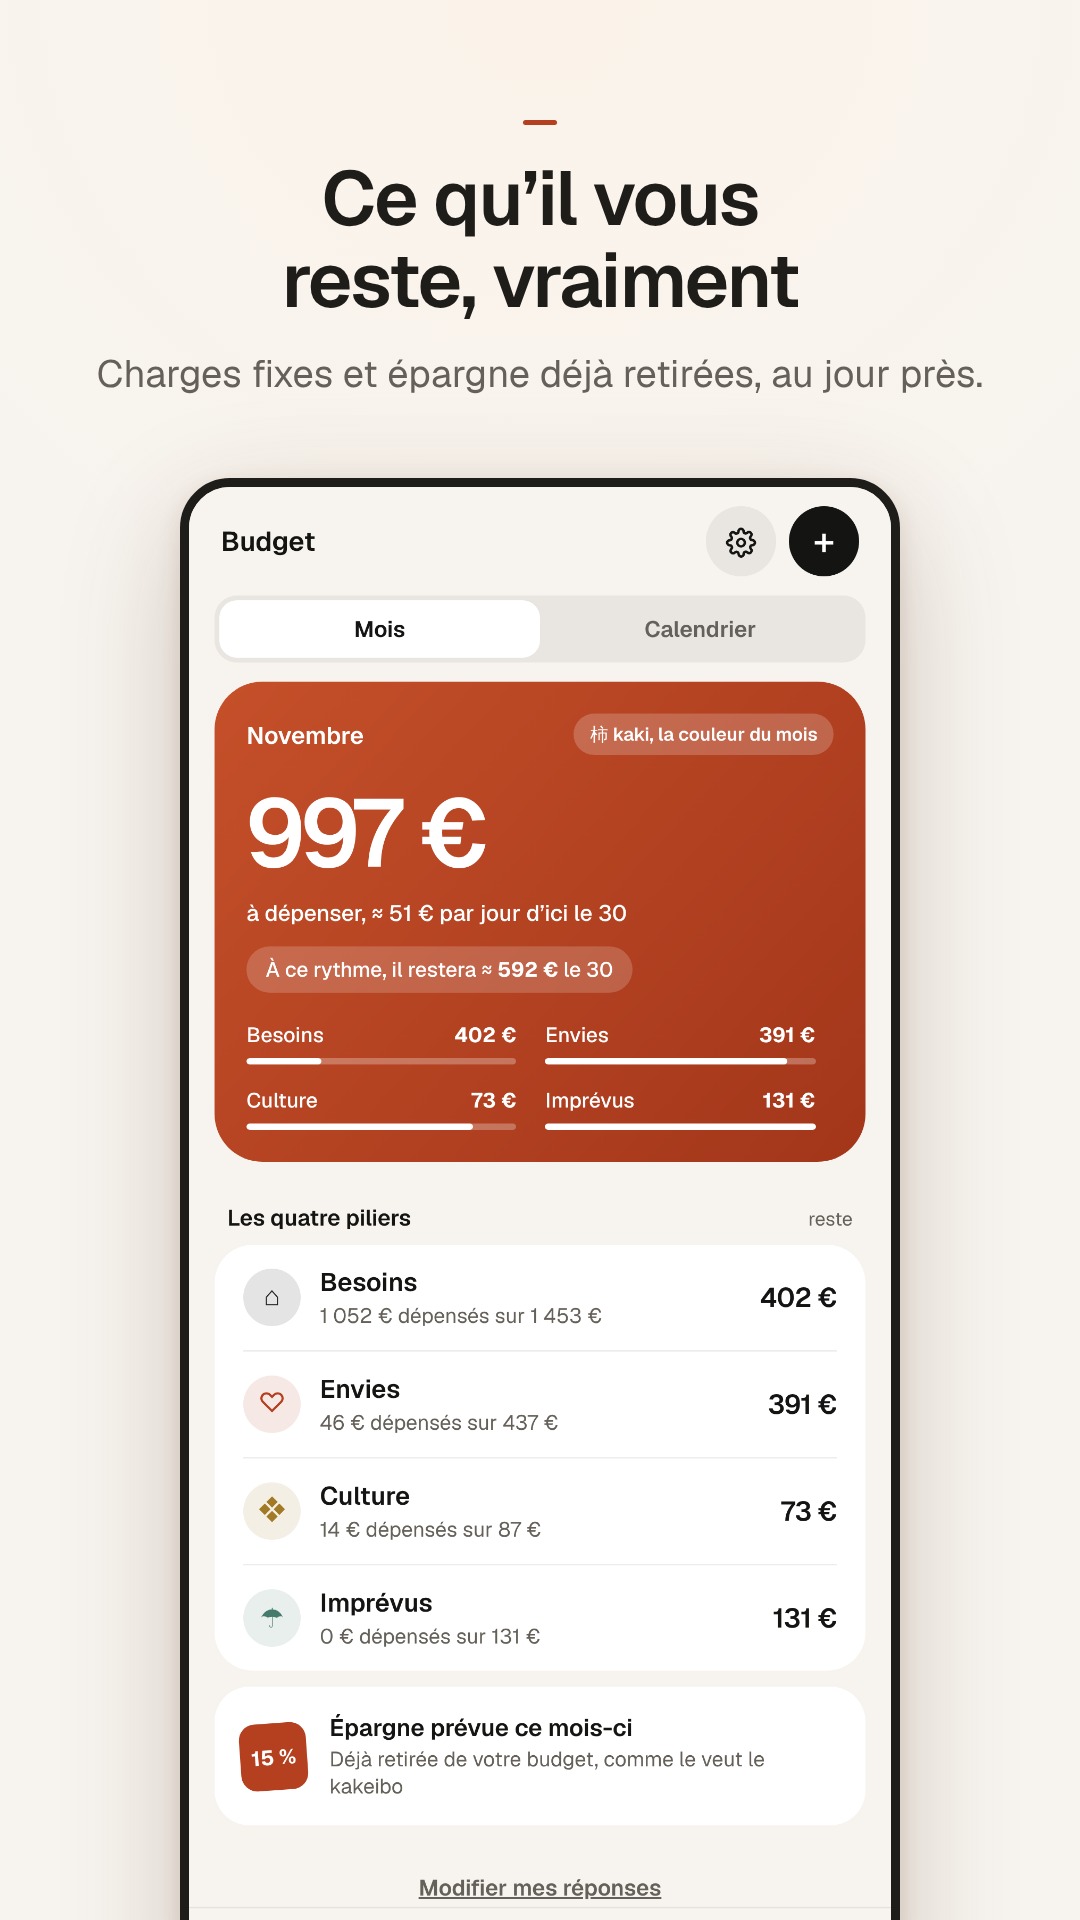 Ce qu’il vous
reste, vraiment
Charges fixes et épargne déjà retirées, au jour près.
Budget
+
Mois
Calendrier
Novembre
柿 kaki, la couleur du mois
997 €
à dépenser, ≈ 51 € par jour d’ici le 30
À ce rythme, il restera ≈ 592 € le 30
Besoins 402 €
Envies 391 €
Culture 73 €
Imprévus 131 €
Les quatre piliers
reste
Besoins
1 052 € dépensés sur 1 453 €
402 €
Envies
46 € dépensés sur 437 €
391 €
Culture
14 € dépensés sur 87 €
73 €
Imprévus
0 € dépensés sur 131 €
131 €
15 %
Épargne prévue ce mois-ci
Déjà retirée de votre budget, comme le veut le
kakeibo
Modifier mes réponses